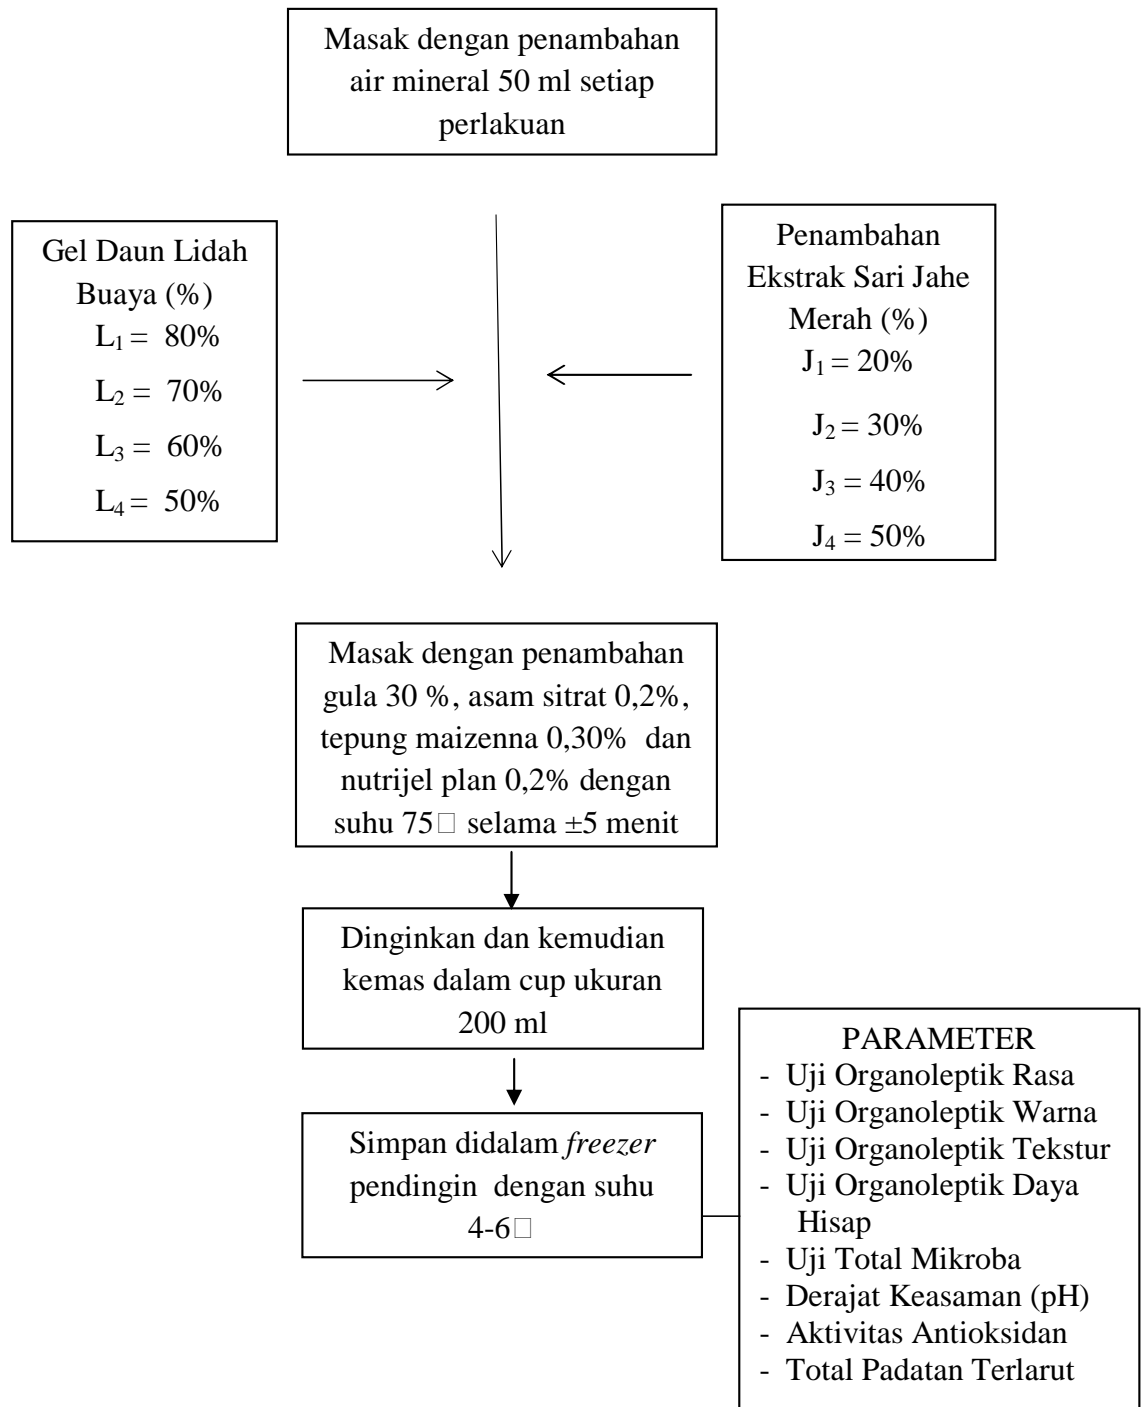 Masak dengan penambahan
air mineral 50 ml setiap
perlakuan
Gel Daun Lidah
Buaya (%)
L₁ = 80%
L₂ = 70%
L₃ = 60%
L₄ = 50%
Penambahan
Ekstrak Sari Jahe
Merah (%)
J₁ = 20%
J₂ = 30%
J₃ = 40%
J₄ = 50%
Masak dengan penambahan
gula 30 %, asam sitrat 0,2%,
tepung maizenna 0,30% dan
nutrijel plan 0,2% dengan
suhu 75□ selama ±5 menit
Dinginkan dan kemudian
kemas dalam cup ukuran
200 ml
Simpan didalam freezer
pendingin dengan suhu
4-6□
PARAMETER
- Uji Organoleptik Rasa
- Uji Organoleptik Warna
- Uji Organoleptik Tekstur
- Uji Organoleptik Daya
Hisap
- Uji Total Mikroba
- Derajat Keasaman (pH)
- Aktivitas Antioksidan
- Total Padatan Terlarut